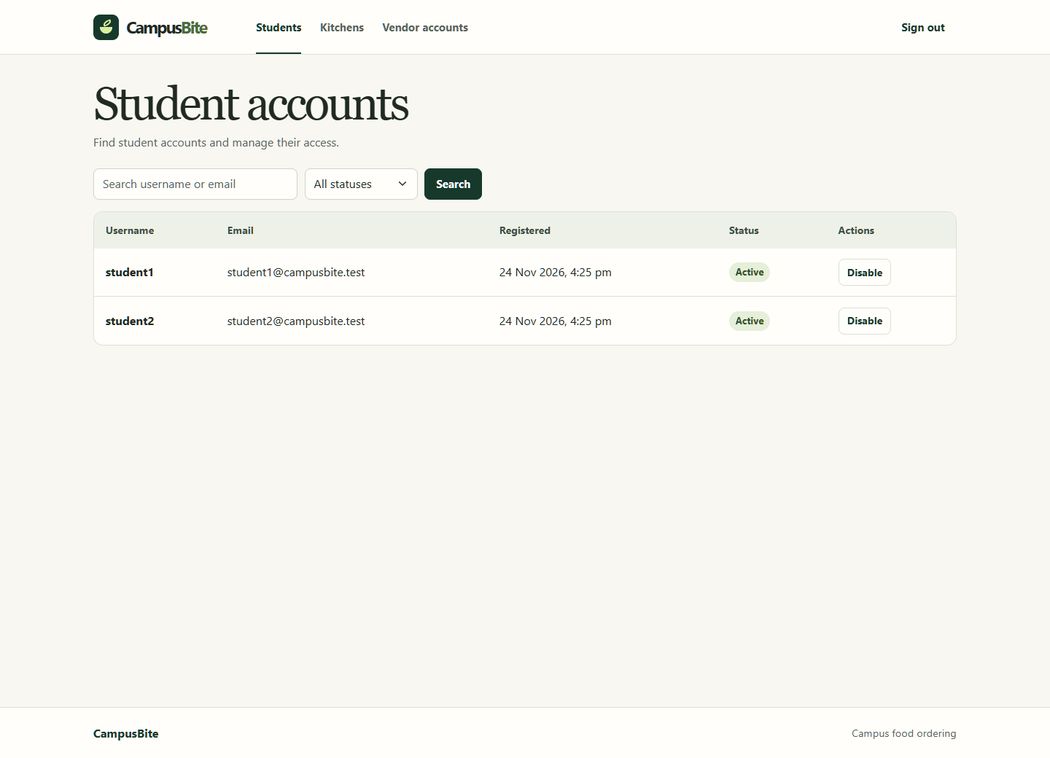 CampusBite Students Kitchens Vendor accounts Sign out
Student accounts
Find student accounts and manage their access.
Search username or email All statuses Search
Username Email Registered Status Actions
student1 student1@campusbite.test 24 Nov 2026, 4:25 pm Active Disable
student2 student2@campusbite.test 24 Nov 2026, 4:25 pm Active Disable
CampusBite Campus food ordering